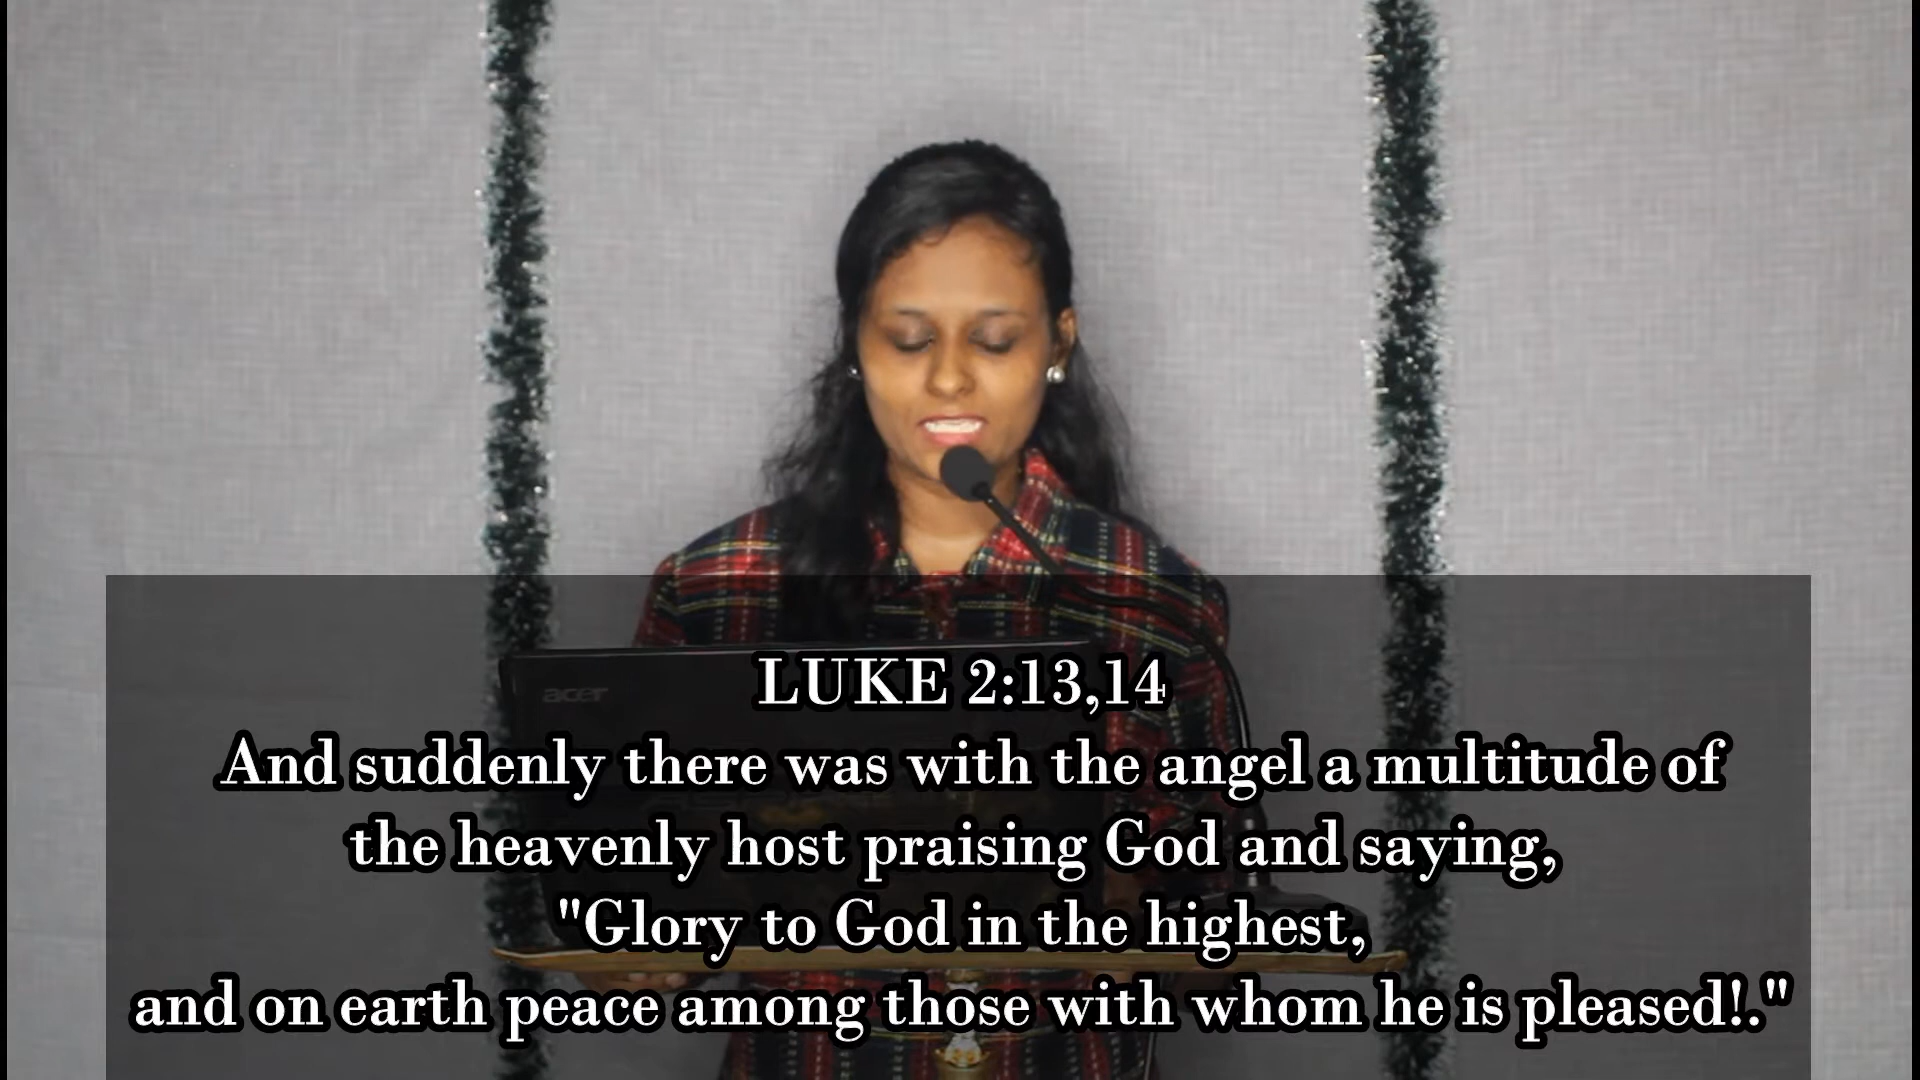 acer
LUKE 2:13,14
And suddenly there was with the angel a multitude of
the heavenly host praising God and saying,
"Glory to God in the highest,
and on earth peace among those with whom he is pleased!."